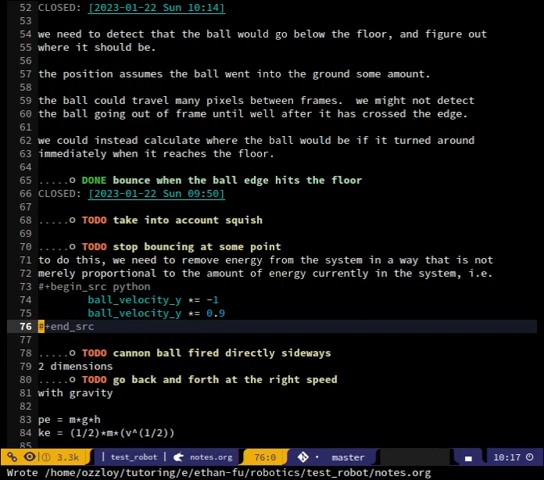 52 CLOSED: [2023-01-22 Sun 10:14]
53
54 we need to detect that the ball would go below the floor, and figure out
55 where it should be.
56
57 the position assumes the ball went into the ground some amount.
58
59 the ball could travel many pixels between frames.  we might not detect
60 the ball going out of frame until well after it has crossed the edge.
61
62 we could instead calculate where the ball would be if it turned around
63 immediately when it reaches the floor.
64
65 .....o DONE bounce when the ball edge hits the floor
66 CLOSED: [2023-01-22 Sun 09:50]
67
68 .....o TODO take into account squish
69
70 .....o TODO stop bouncing at some point
71 to do this, we need to remove energy from the system in a way that is not
72 merely proportional to the amount of energy currently in the system, i.e.
73 #+begin_src python
74         ball_velocity_y *= -1
75         ball_velocity_y *= 0.9
76 #+end_src
77
78 .....o TODO cannon ball fired directly sideways
79 2 dimensions
80 .....o TODO go back and forth at the right speed
81 with gravity
82
83 pe = m*g*h
84 ke = (1/2)*m*(v^(1/2))
85
3.3k | test_robot | notes.org 76:0 master 10:17
Wrote /home/ozzloy/tutoring/e/ethan-fu/robotics/test_robot/notes.org